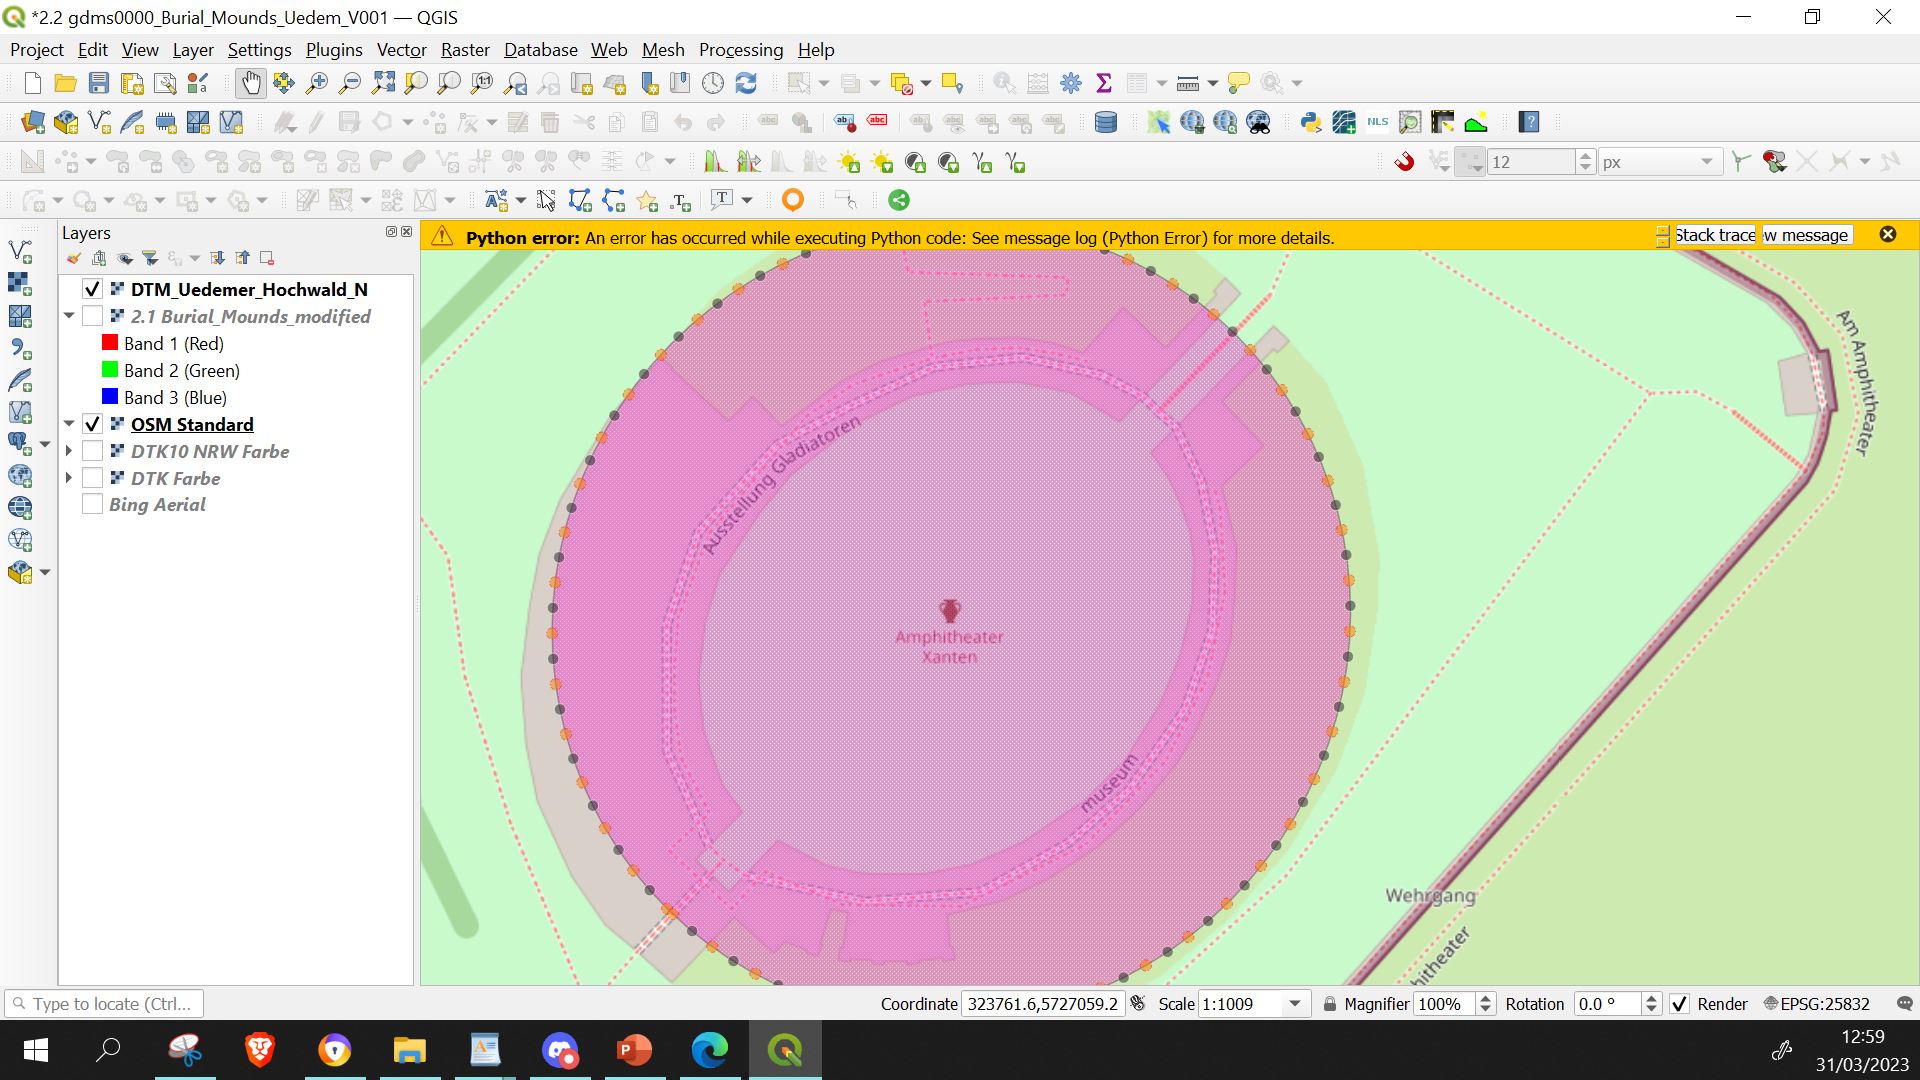 *2.2 gdms0000_Burial_Mounds_Uedem_V001 — QGIS
Project Edit View Layer Settings Plugins Vector Raster Database Web Mesh Processing Help
NLS
12 px
Layers
Python error: An error has occurred while executing Python code: See message log (Python Error) for more details.
Stack trace
w message
DTM_Uedemer_Hochwald_N
2.1 Burial_Mounds_modified
Band 1 (Red)
Band 2 (Green)
Band 3 (Blue)
OSM Standard
DTK10 NRW Farbe
DTK Farbe
Bing Aerial
Am Amphitheater
Ausstellung Gladiatoren
Amphitheater
Xanten
museum
Wehrgang
hitheater
Type to locate (Ctrl...
Coordinate 323761.6,5727059.2 Scale 1:1009 Magnifier 100% Rotation 0.0 ° Render EPSG:25832
12:59
31/03/2023